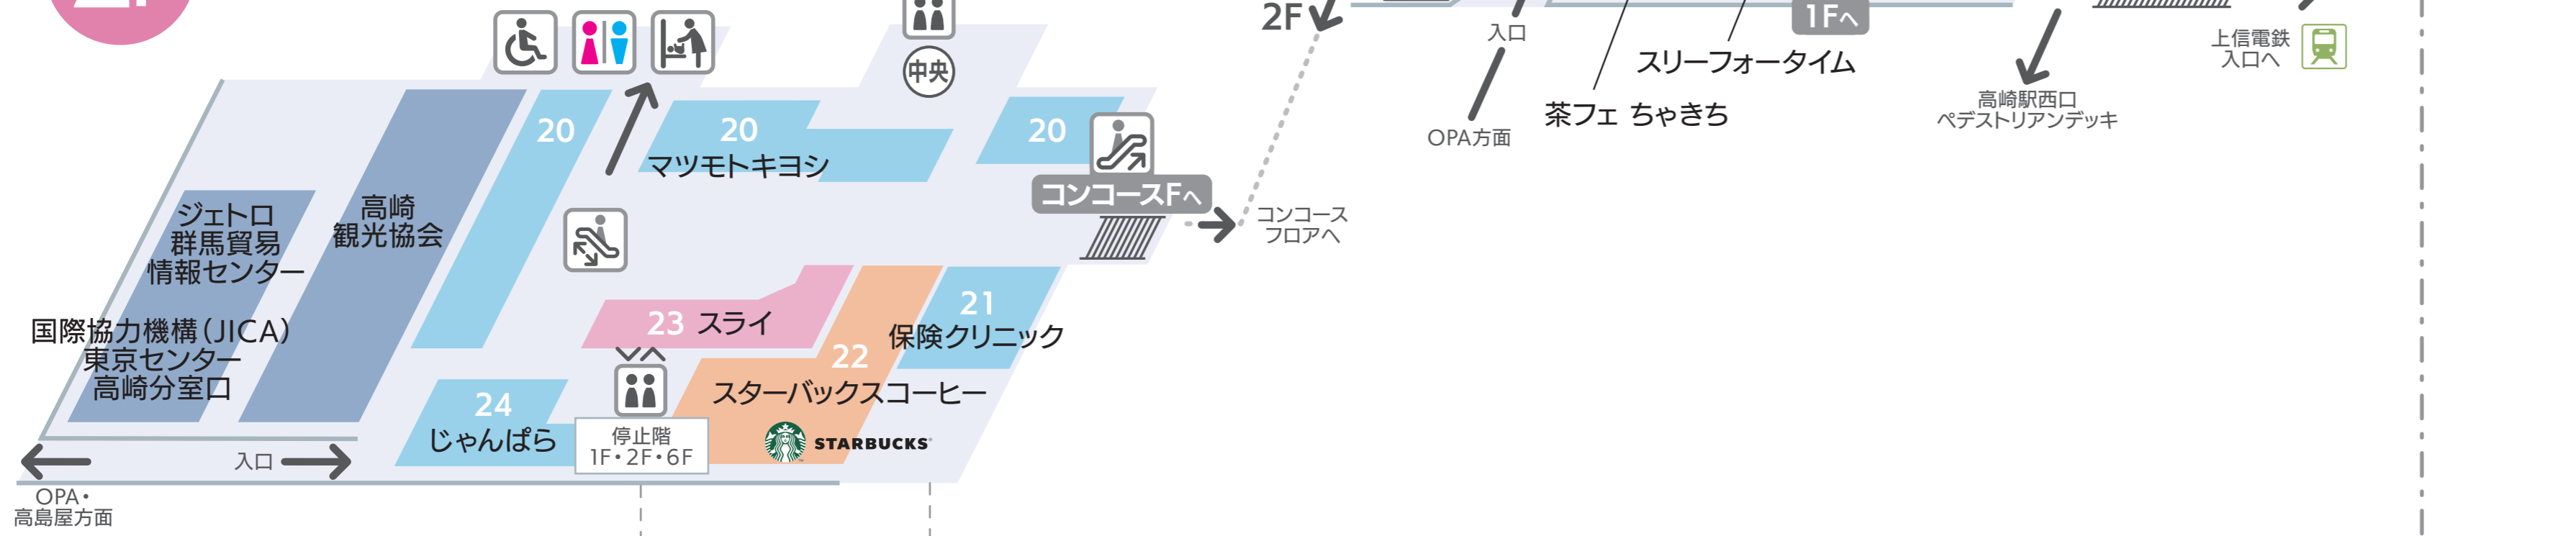 中央
20
20
マツモトキヨシ
20
コンコースFへ
コンコース
フロアへ
ジェトロ
群馬貿易
情報センター
高崎
観光協会
国際協力機構(JICA)
東京センター
高崎分室口
23 スライ
21
保険クリニック
22
スターバックスコーヒー
STARBUCKS
24
じゃんぱら
停止階
1F・2F・6F
入口
OPA・
高島屋方面
2F
入口
OPA方面
1Fへ
スリーフォータイム
茶フェ ちゃきち
高崎駅西口
ペデストリアンデッキ
上信電鉄
入口へ